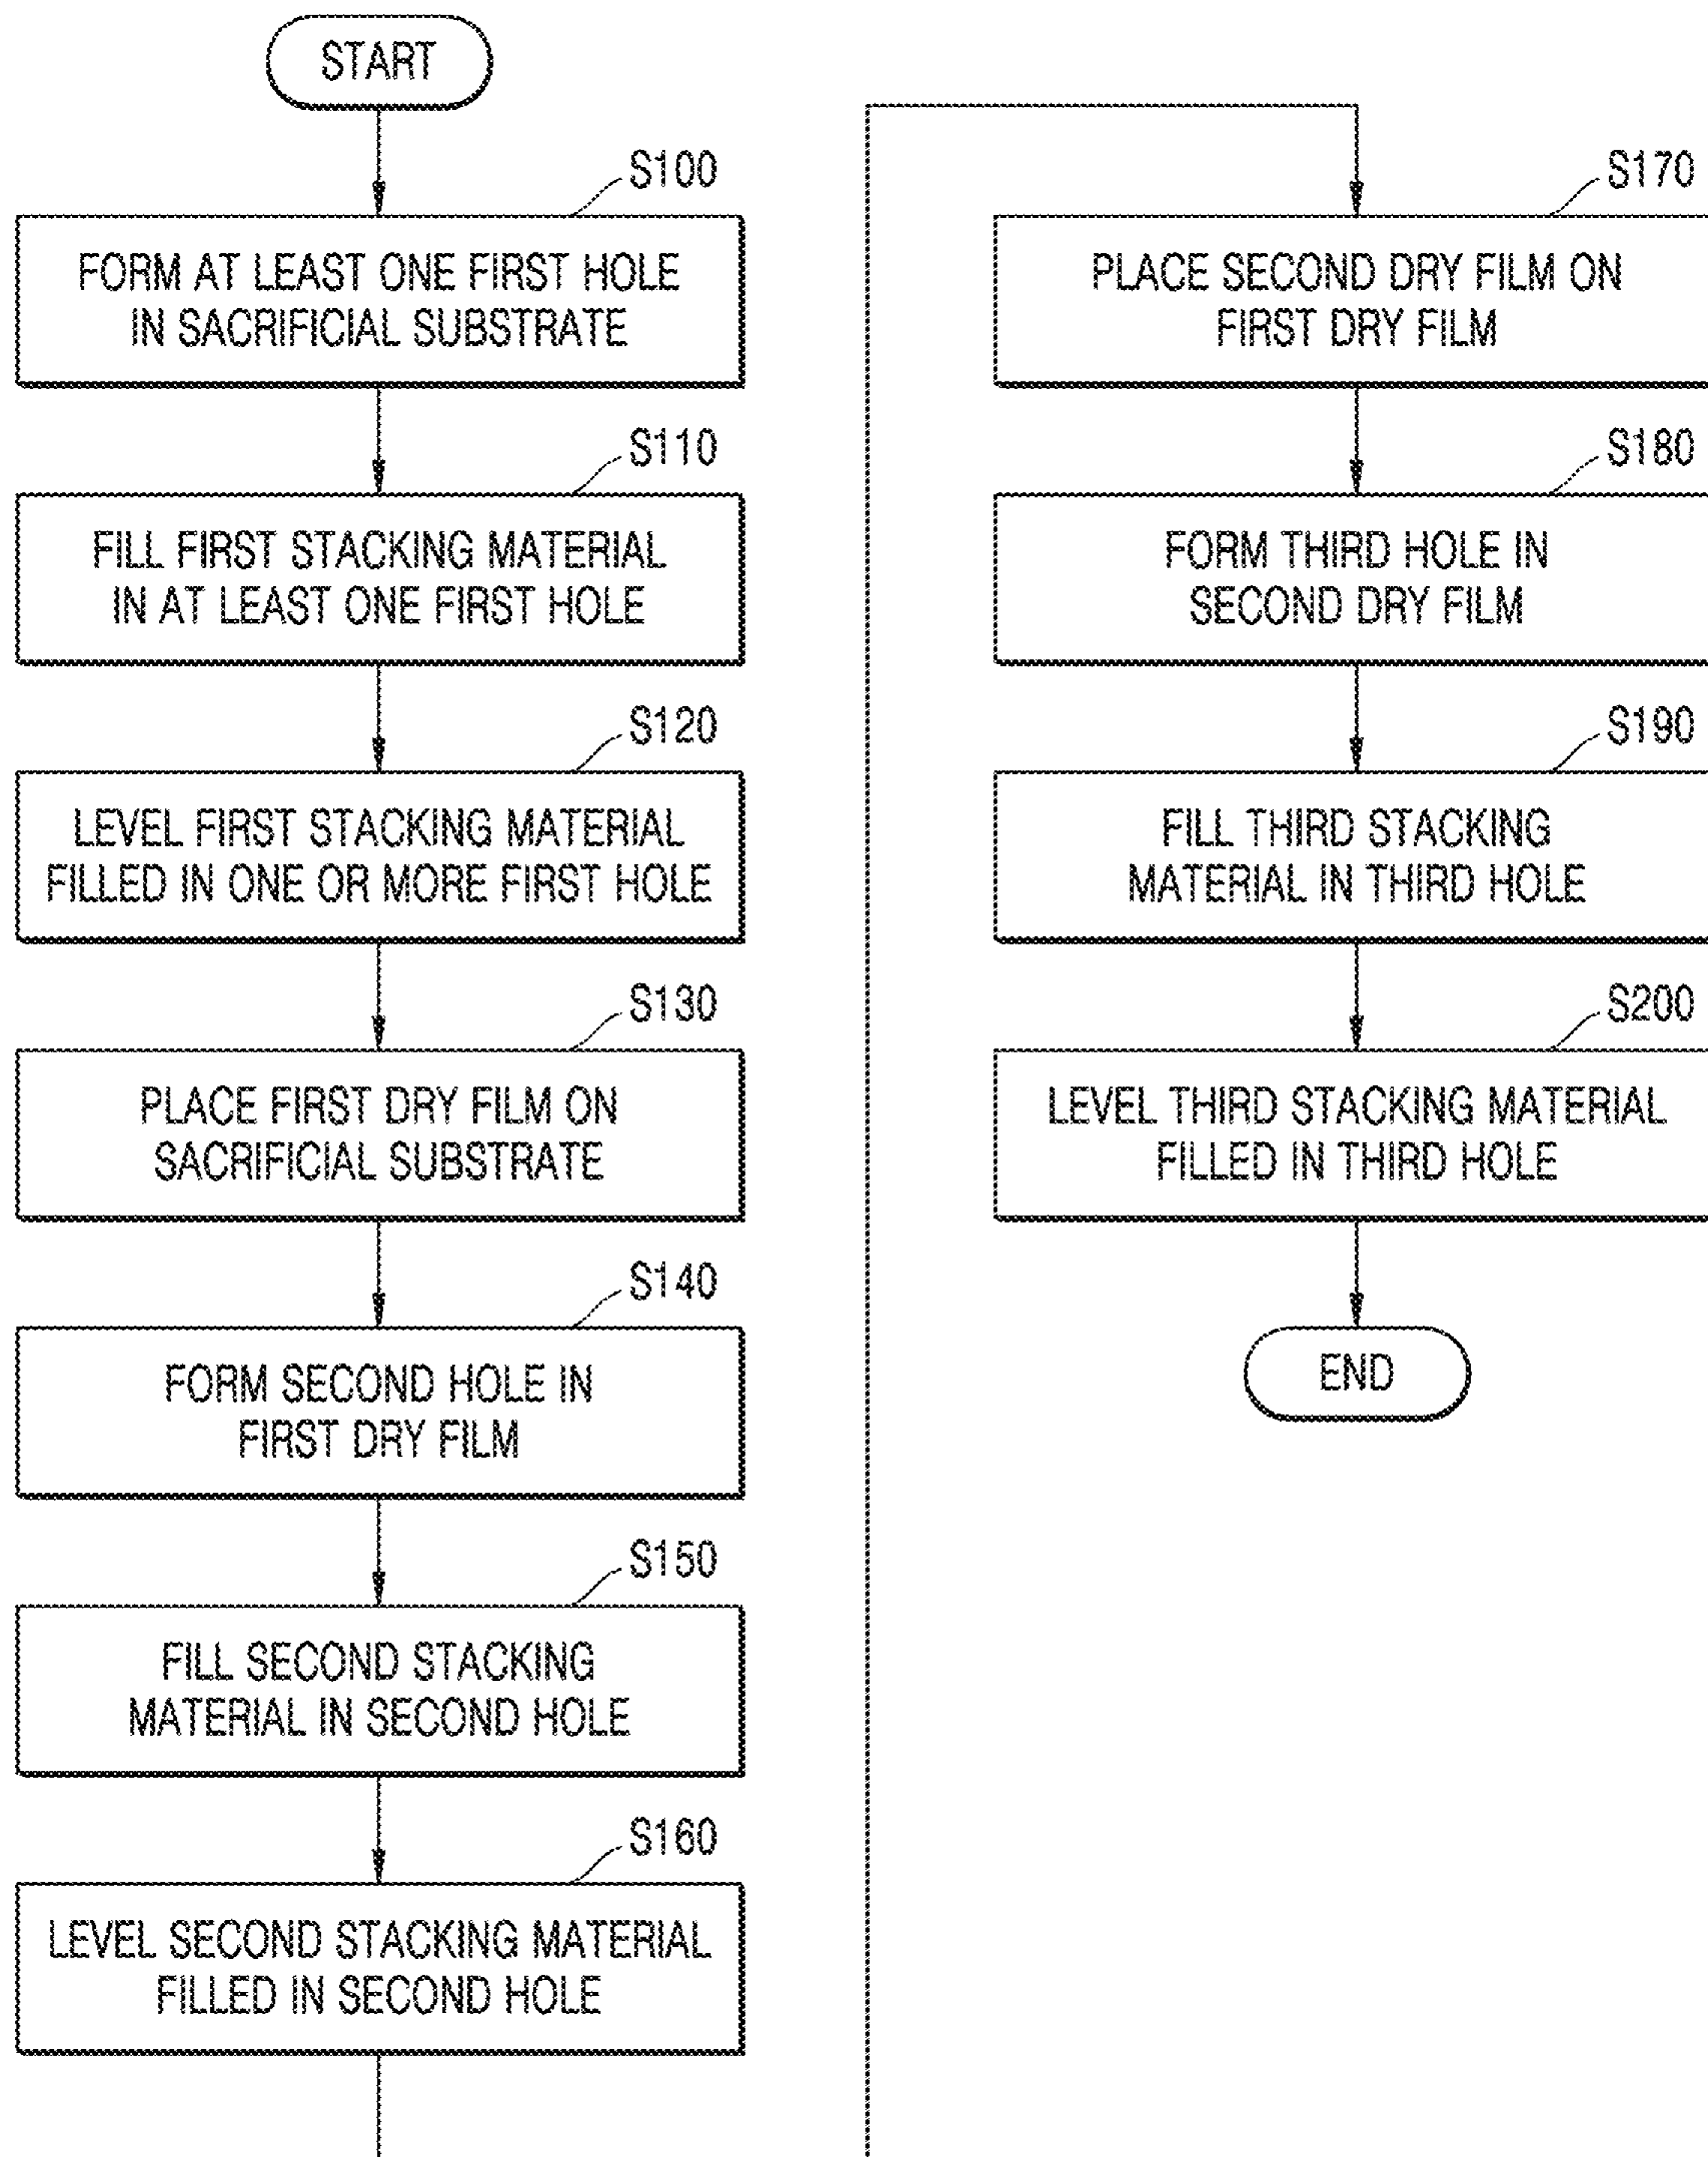 START
S100
FORM AT LEAST ONE FIRST HOLE
IN SACRIFICIAL SUBSTRATE
S110
FILL FIRST STACKING MATERIAL
IN AT LEAST ONE FIRST HOLE
S120
LEVEL FIRST STACKING MATERIAL
FILLED IN ONE OR MORE FIRST HOLE
S130
PLACE FIRST DRY FILM ON
SACRIFICIAL SUBSTRATE
S140
FORM SECOND HOLE IN
FIRST DRY FILM
S150
FILL SECOND STACKING
MATERIAL IN SECOND HOLE
S160
LEVEL SECOND STACKING MATERIAL
FILLED IN SECOND HOLE
S170
PLACE SECOND DRY FILM ON
FIRST DRY FILM
S180
FORM THIRD HOLE IN
SECOND DRY FILM
S190
FILL THIRD STACKING
MATERIAL IN THIRD HOLE
S200
LEVEL THIRD STACKING MATERIAL
FILLED IN THIRD HOLE
END